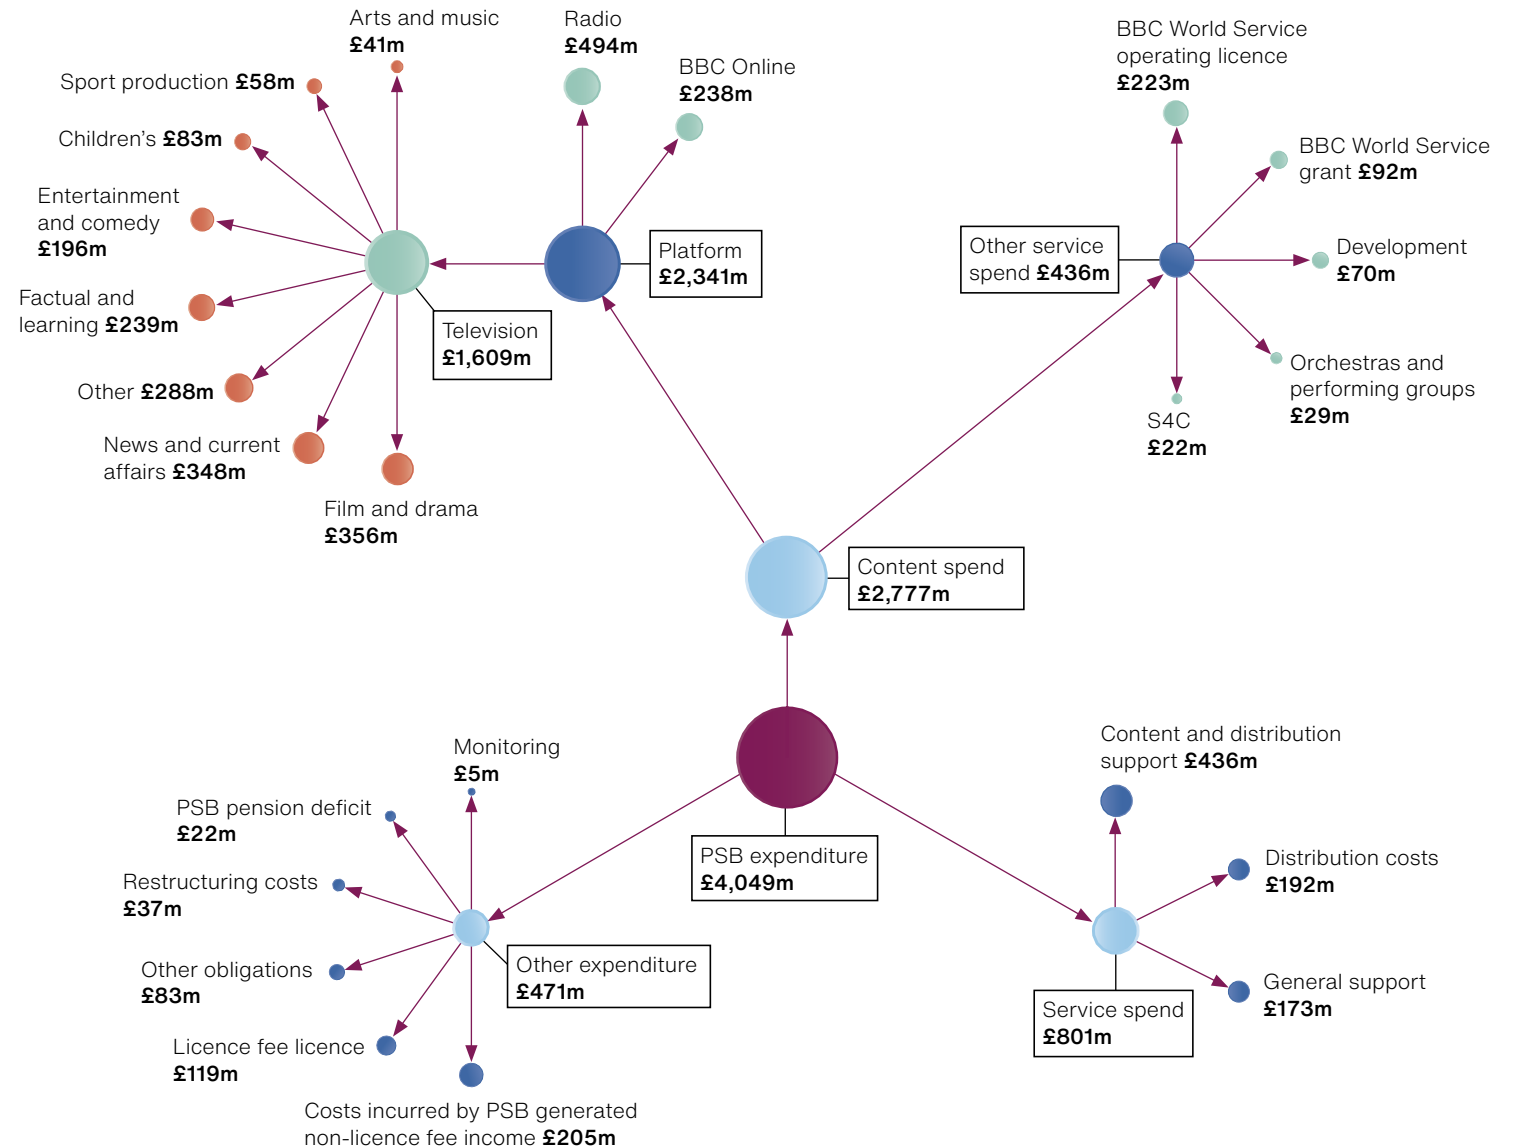 Arts and music
£41m
Radio
£494m
BBC Online
£238m
Sport production £58m
Children’s £83m
Entertainment
and comedy
£196m
Factual and
learning £239m
Other £288m
News and current
affairs £348m
Film and drama
£356m
Television
£1,609m
Platform
£2,341m
BBC World Service
operating licence
£223m
BBC World Service
grant £92m
Other service
spend £436m
Development
£70m
Orchestras and
performing groups
£29m
S4C
£22m
Content spend
£2,777m
PSB expenditure
£4,049m
Monitoring
£5m
PSB pension deficit
£22m
Restructuring costs
£37m
Other obligations
£83m
Licence fee licence
£119m
Costs incurred by PSB generated
non-licence fee income £205m
Other expenditure
£471m
Content and distribution
support £436m
Distribution costs
£192m
General support
£173m
Service spend
£801m